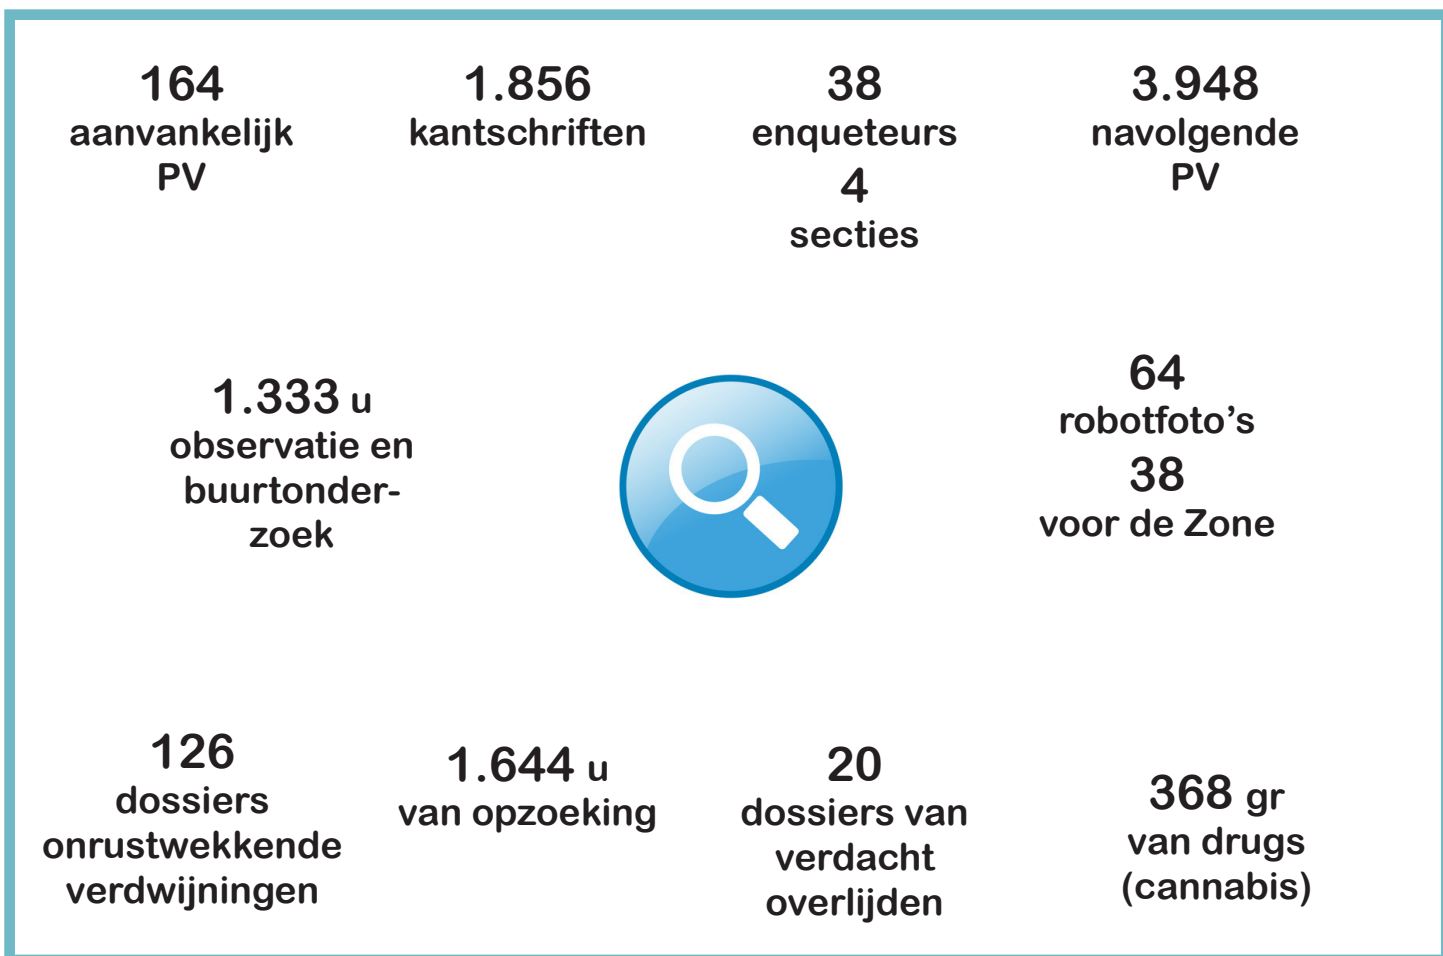 164
aanvankelijk
PV
1.856
kantschriften
38
enqueteurs
4
secties
3.948
navolgende
PV
1.333 u
observatie en
buurtonder-
zoek
64
robotfoto’s
38
voor de Zone
126
dossiers
onrustwekkende
verdwijningen
1.644 u
van opzoeking
20
dossiers van
verdacht
overlijden
368 gr
van drugs
(cannabis)